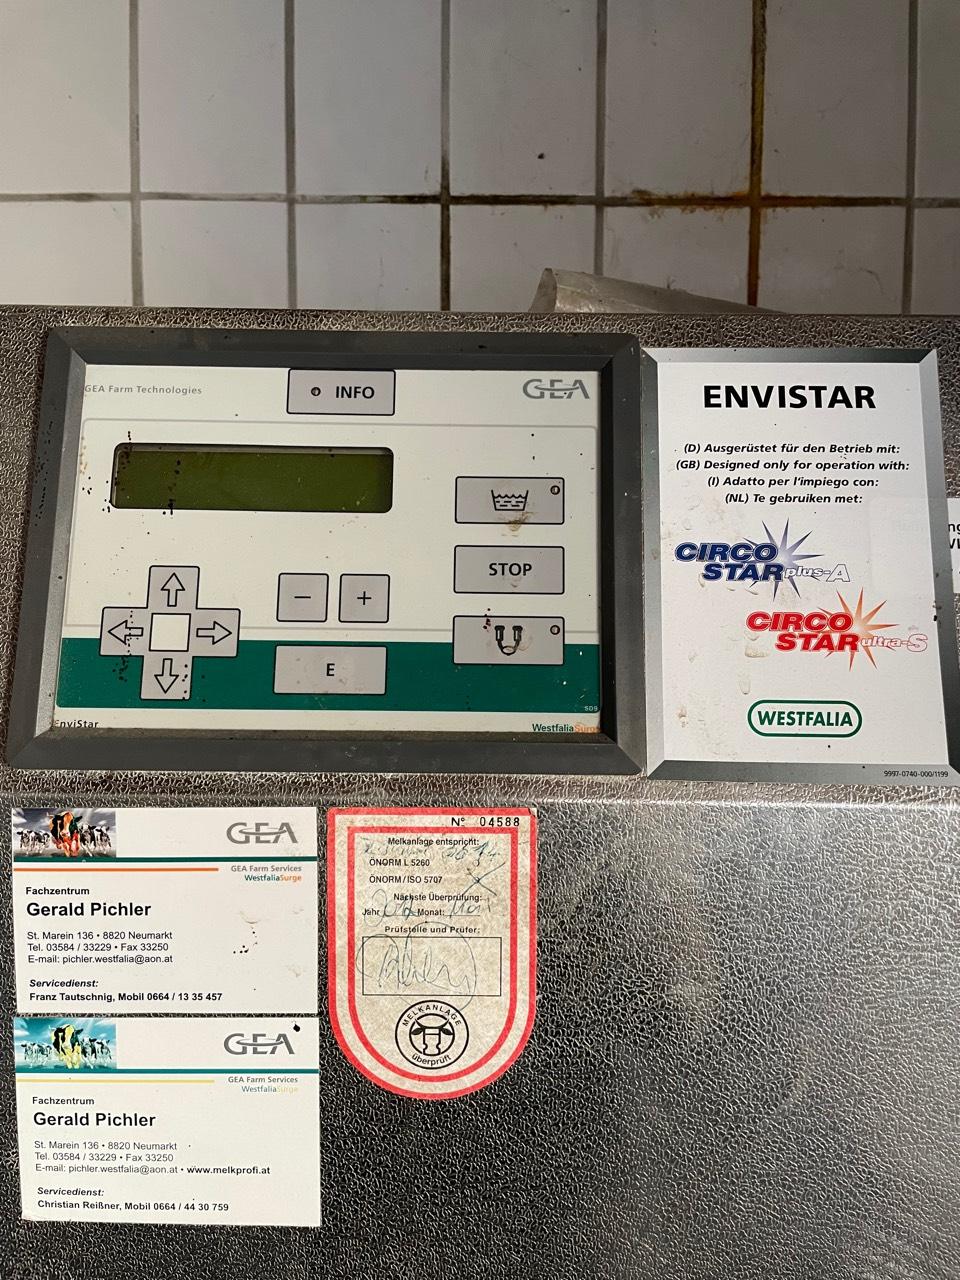 GEA Farm Technologies
INFO
GEA
STOP
−
+
E
509
EnviStar
WestfaliaSurge
ENVISTAR
(D) Ausgerüstet für den Betrieb mit:
(GB) Designed only for operation with:
(I) Adatto per l'impiego con:
(NL) Te gebruiken met:
CIRCO
STAR plus-A
CIRCO
STAR ultra-S
WESTFALIA
9997-0740-000/1199
GEA
GEA Farm Services
WestfaliaSurge
Fachzentrum
Gerald Pichler
St. Marein 136 • 8820 Neumarkt
Tel. 03584 / 33229 • Fax 33250
E-mail: pichler.westfalia@aon.at
Servicedienst:
Franz Tautschnig, Mobil 0664 / 13 35 457
GEA
GEA Farm Services
WestfaliaSurge
Fachzentrum
Gerald Pichler
St. Marein 136 • 8820 Neumarkt
Tel. 03584 / 33229 • Fax 33250
E-mail: pichler.westfalia@aon.at • www.melkprofi.at
Servicedienst:
Christian Reißner, Mobil 0664 / 44 30 759
N° 04588
Melkanlage entspricht:
ÖNORM L 5260
ÖNORM / ISO 5707
Nächste Überprüfung:
Jahr Monat:
Prüfstelle und Prüfer:
MELKANLAGE
überprüft